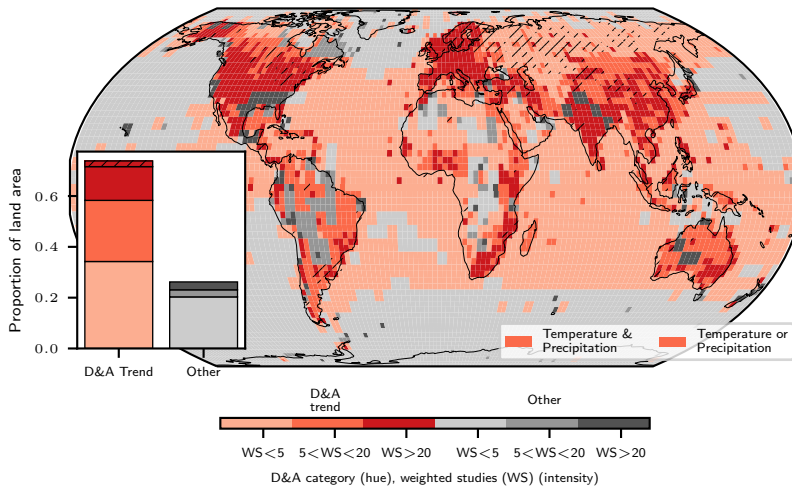 Proportion of land area
0.6
0.4
0.2
0.0
D&A Trend
Other
Temperature &
Precipitation
Temperature or
Precipitation
D&A
trend
Other
WS<5
5<WS<20
WS>20
WS<5
5<WS<20
WS>20
D&A category (hue), weighted studies (WS) (intensity)